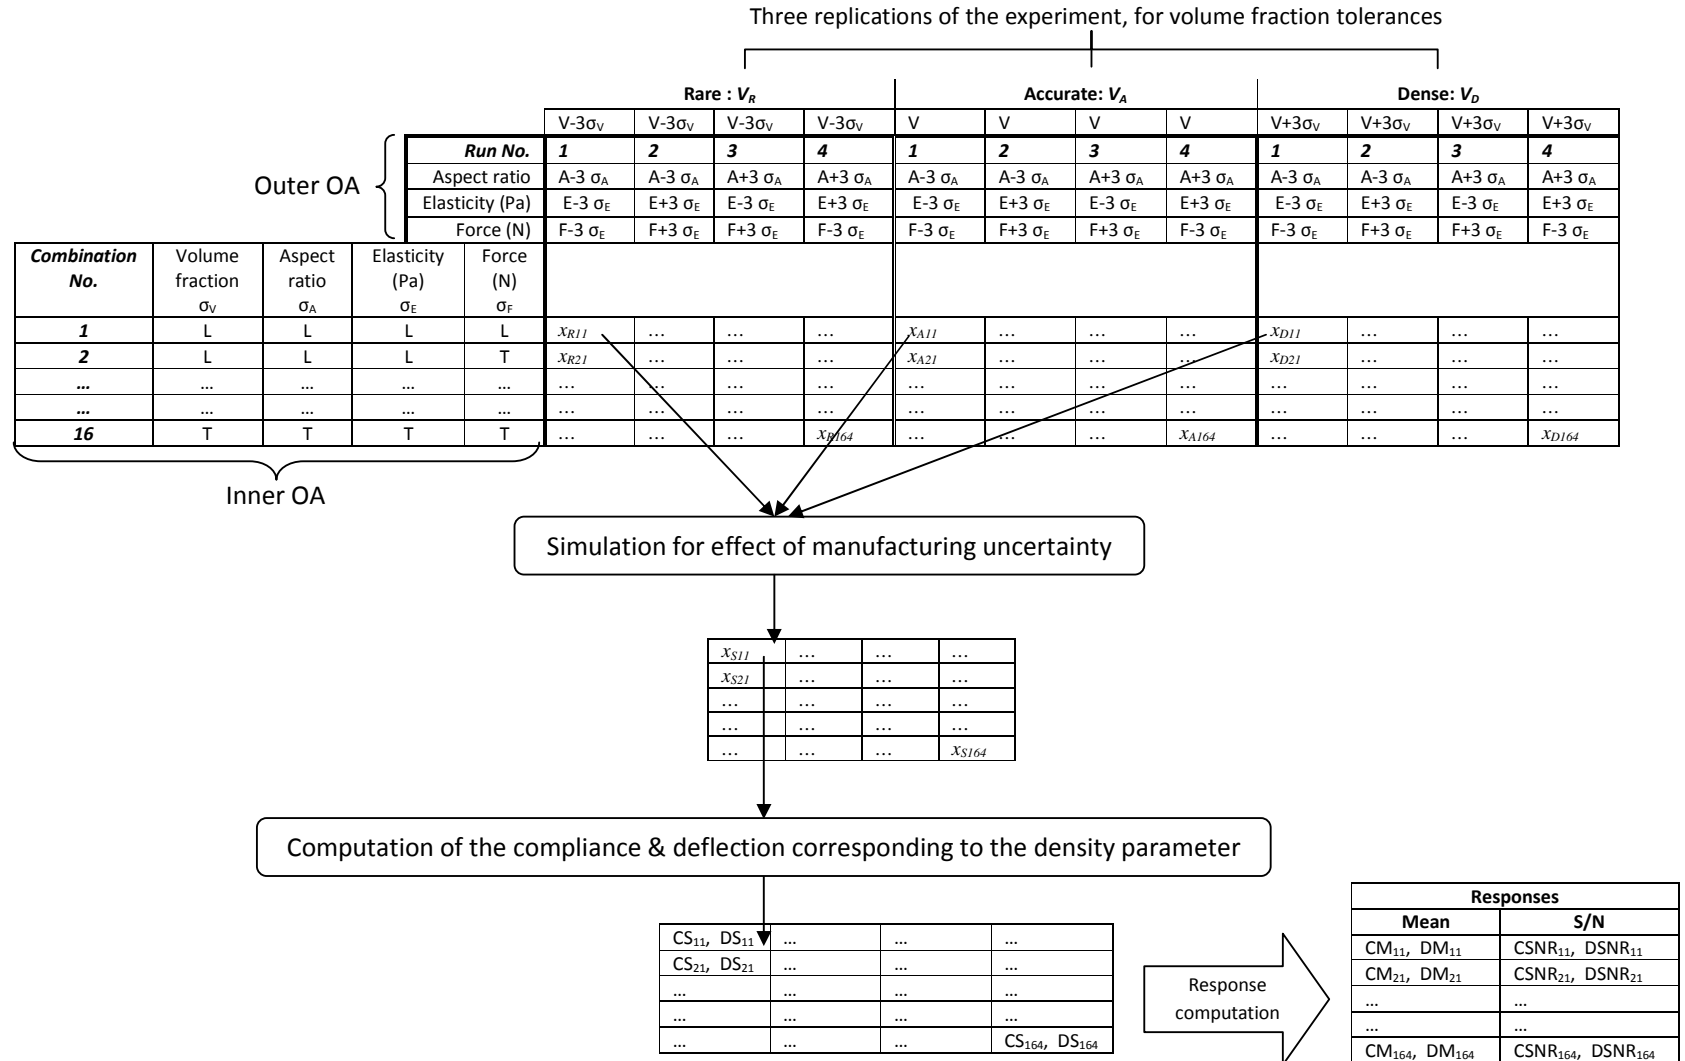 Three replications of the experiment, for volume fraction tolerances
Rare : V_R Accurate: V_A Dense: V_D
V-3σ_V V-3σ_V V-3σ_V V-3σ_V V V V V V+3σ_V V+3σ_V V+3σ_V V+3σ_V
Run No. 1 2 3 4 1 2 3 4 1 2 3 4
Outer OA
Aspect ratio A-3 σ_A A-3 σ_A A+3 σ_A A+3 σ_A A-3 σ_A A-3 σ_A A+3 σ_A A+3 σ_A A-3 σ_A A-3 σ_A A+3 σ_A A+3 σ_A
Elasticity (Pa) E-3 σ_E E+3 σ_E E-3 σ_E E+3 σ_E E-3 σ_E E+3 σ_E E-3 σ_E E+3 σ_E E-3 σ_E E+3 σ_E E-3 σ_E E+3 σ_E
Force (N) F-3 σ_E F+3 σ_E F+3 σ_E F-3 σ_E F-3 σ_E F+3 σ_E F+3 σ_E F-3 σ_E F-3 σ_E F+3 σ_E F+3 σ_E F-3 σ_E
Combination Volume Aspect Elasticity Force
No. fraction ratio (Pa) (N)
σ_V σ_A σ_E σ_F
1 L L L L x_R11 ... ... ... x_A11 ... ... ... x_D11 ... ... ...
2 L L L T x_R21 ... ... ... x_A21 ... ... ... x_D21 ... ... ...
... ... ... ... ... ... ... ... ... ... ... ... ... ... ... ... ...
... ... ... ... ... ... ... ... ... ... ... ... ... ... ... ... ...
16 T T T T ... ... ... x_R164 ... ... ... x_A164 ... ... ... x_D164
Inner OA
Simulation for effect of manufacturing uncertainty
x_S11 ... ... ...
x_S21 ... ... ...
... ... ... ...
... ... ... ...
... ... ... x_S164
Computation of the compliance & deflection corresponding to the density parameter
CS_11, DS_11 ... ... ...
CS_21, DS_21 ... ... ...
... ... ... ...
... ... ... ...
... ... ... CS_164, DS_164
Response
computation
Responses
Mean S/N
CM_11, DM_11 CSNR_11, DSNR_11
CM_21, DM_21 CSNR_21, DSNR_21
... ...
... ...
CM_164, DM_164 CSNR_164, DSNR_164